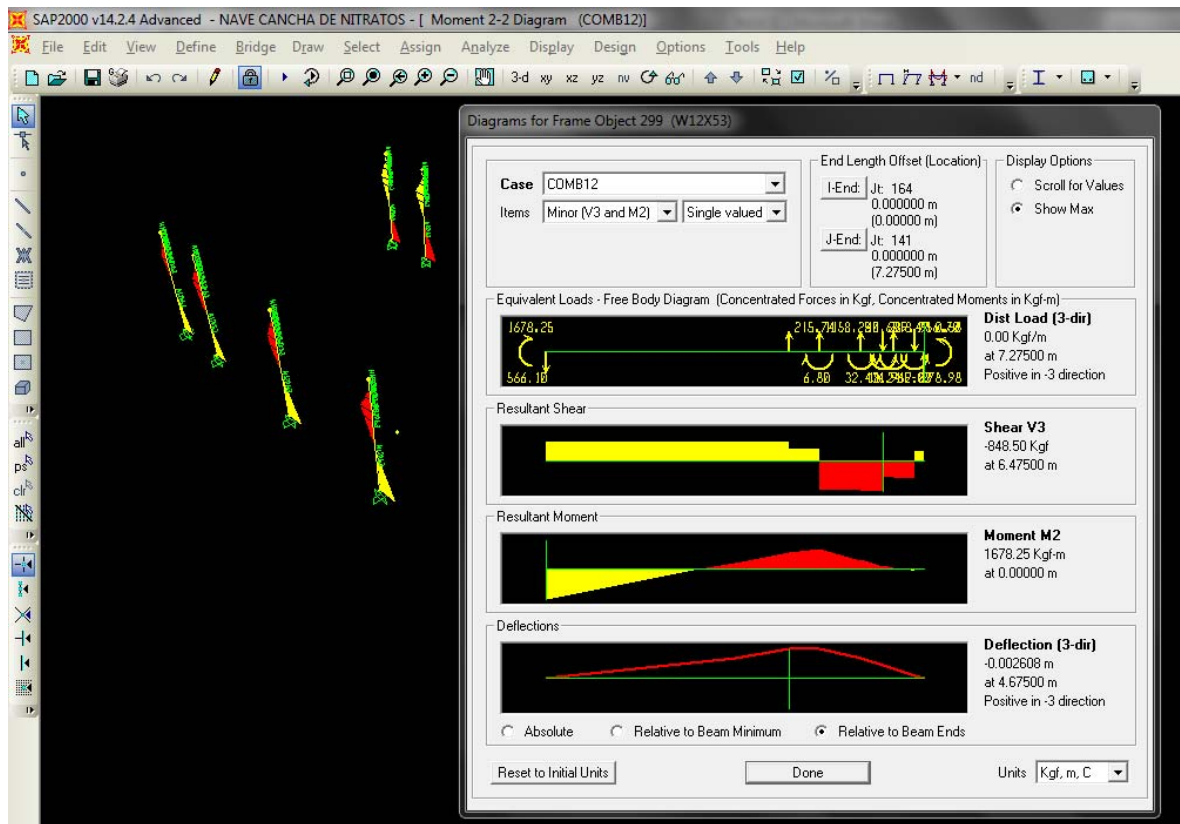 SAP2000 v14.2.4 Advanced - NAVE CANCHA DE NITRATOS - [ Moment 2-2 Diagram (COMB12)]
File Edit View Define Bridge Draw Select Assign Analyze Display Design Options Tools Help
3-d xy xz yz nv nd
all
ps
clr
Diagrams for Frame Object 299 (W12X53)
Case COMB12
Items Minor (V3 and M2) Single valued
End Length Offset (Location)
I-End: Jt: 164
0.000000 m
(0.00000 m)
J-End: Jt: 141
0.000000 m
(7.27500 m)
Display Options
Scroll for Values
Show Max
Equivalent Loads - Free Body Diagram (Concentrated Forces in Kgf, Concentrated Moments in Kgf-m)
1678.25
566.10
6.80
Dist Load (3-dir)
0.00 Kgf/m
at 7.27500 m
Positive in -3 direction
Resultant Shear
Shear V3
-848.50 Kgf
at 6.47500 m
Resultant Moment
Moment M2
1678.25 Kgf-m
at 0.00000 m
Deflections
Deflection (3-dir)
-0.002608 m
at 4.67500 m
Positive in -3 direction
Absolute Relative to Beam Minimum Relative to Beam Ends
Reset to Initial Units Done Units Kgf, m, C